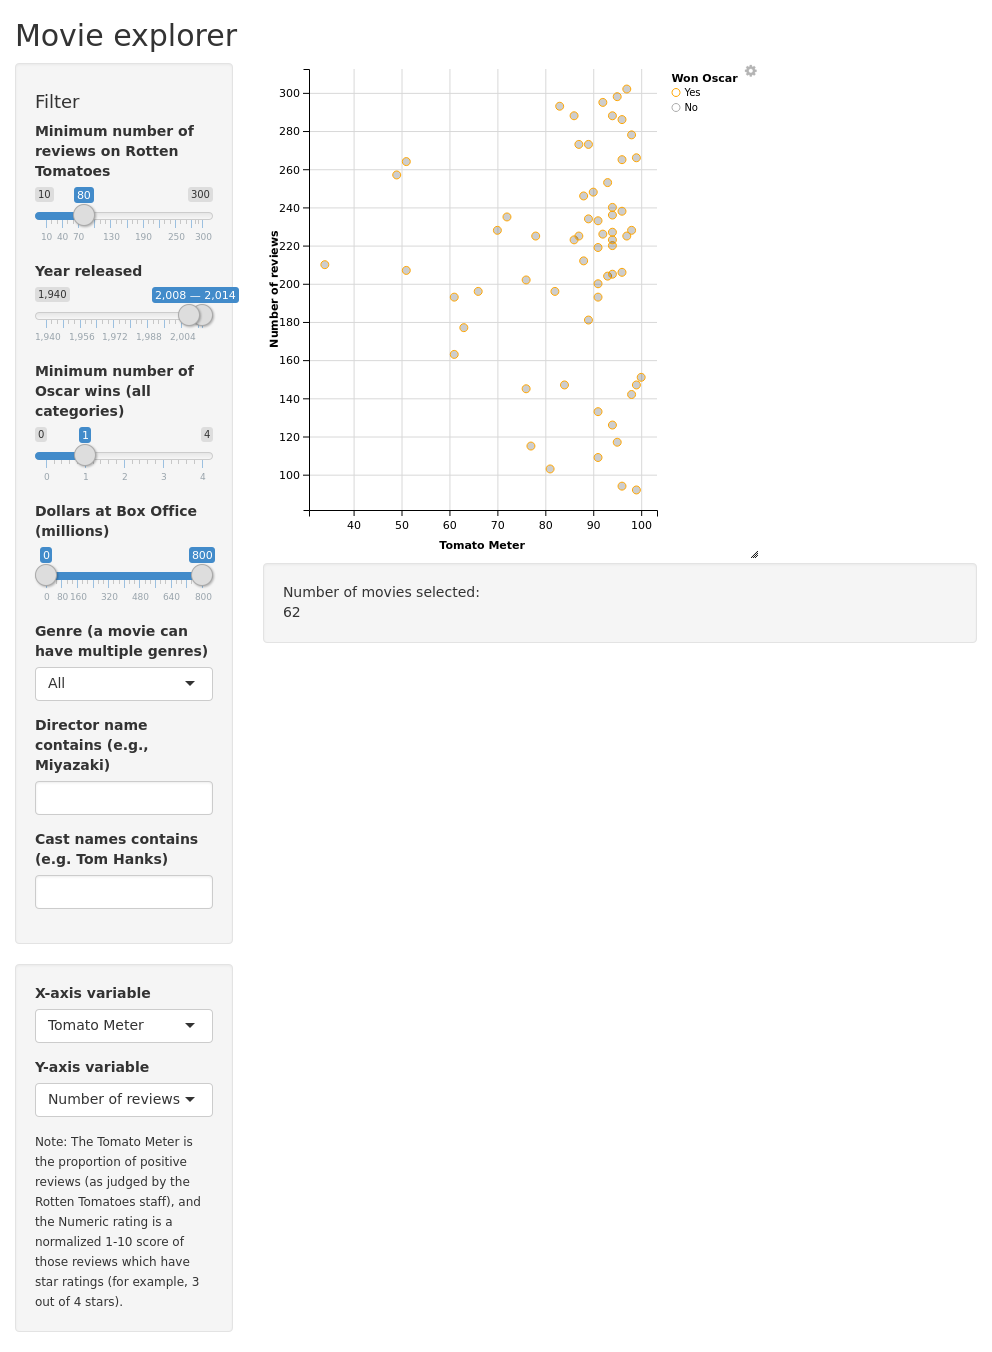 Movie explorer
Filter
Minimum number of
reviews on Rotten
Tomatoes
10 80 300
10 40 70 130 190 250 300
Year released
1,940 2,008 — 2,014
1,940 1,956 1,972 1,988 2,004
Minimum number of
Oscar wins (all
categories)
0 1 4
0 1 2 3 4
Dollars at Box Office
(millions)
0 800
0 80 160 320 480 640 800
Genre (a movie can
have multiple genres)
All
Director name
contains (e.g.,
Miyazaki)
Cast names contains
(e.g. Tom Hanks)
X-axis variable
Tomato Meter
Y-axis variable
Number of reviews
Note: The Tomato Meter is
the proportion of positive
reviews (as judged by the
Rotten Tomatoes staff), and
the Numeric rating is a
normalized 1-10 score of
those reviews which have
star ratings (for example, 3
out of 4 stars).
Number of reviews
300
280
260
240
220
200
180
160
140
120
100
40 50 60 70 80 90 100
Tomato Meter
Won Oscar
Yes
No
Number of movies selected:
62